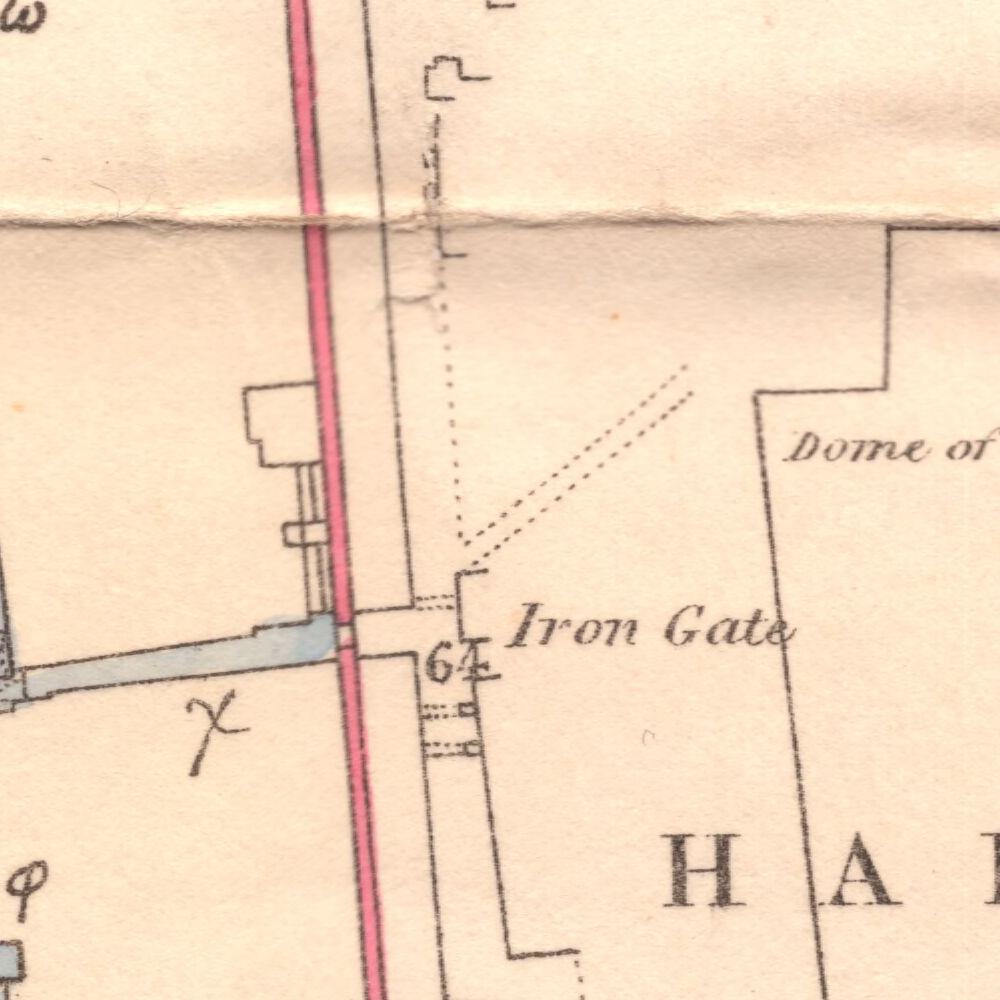 ω
Dome of
Iron Gate
64
χ
H A
φ